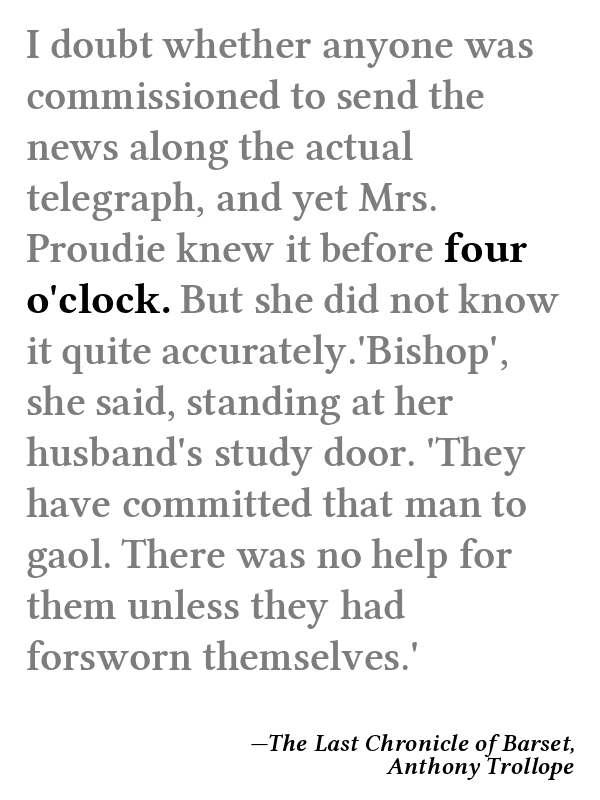 I doubt whether anyone was
commissioned to send the
news along the actual
telegraph, and yet Mrs.
Proudie knew it before four
o'clock. But she did not know
it quite accurately.'Bishop',
she said, standing at her
husband's study door. 'They
have committed that man to
gaol. There was no help for
them unless they had
forsworn themselves.'
—The Last Chronicle of Barset,
Anthony Trollope